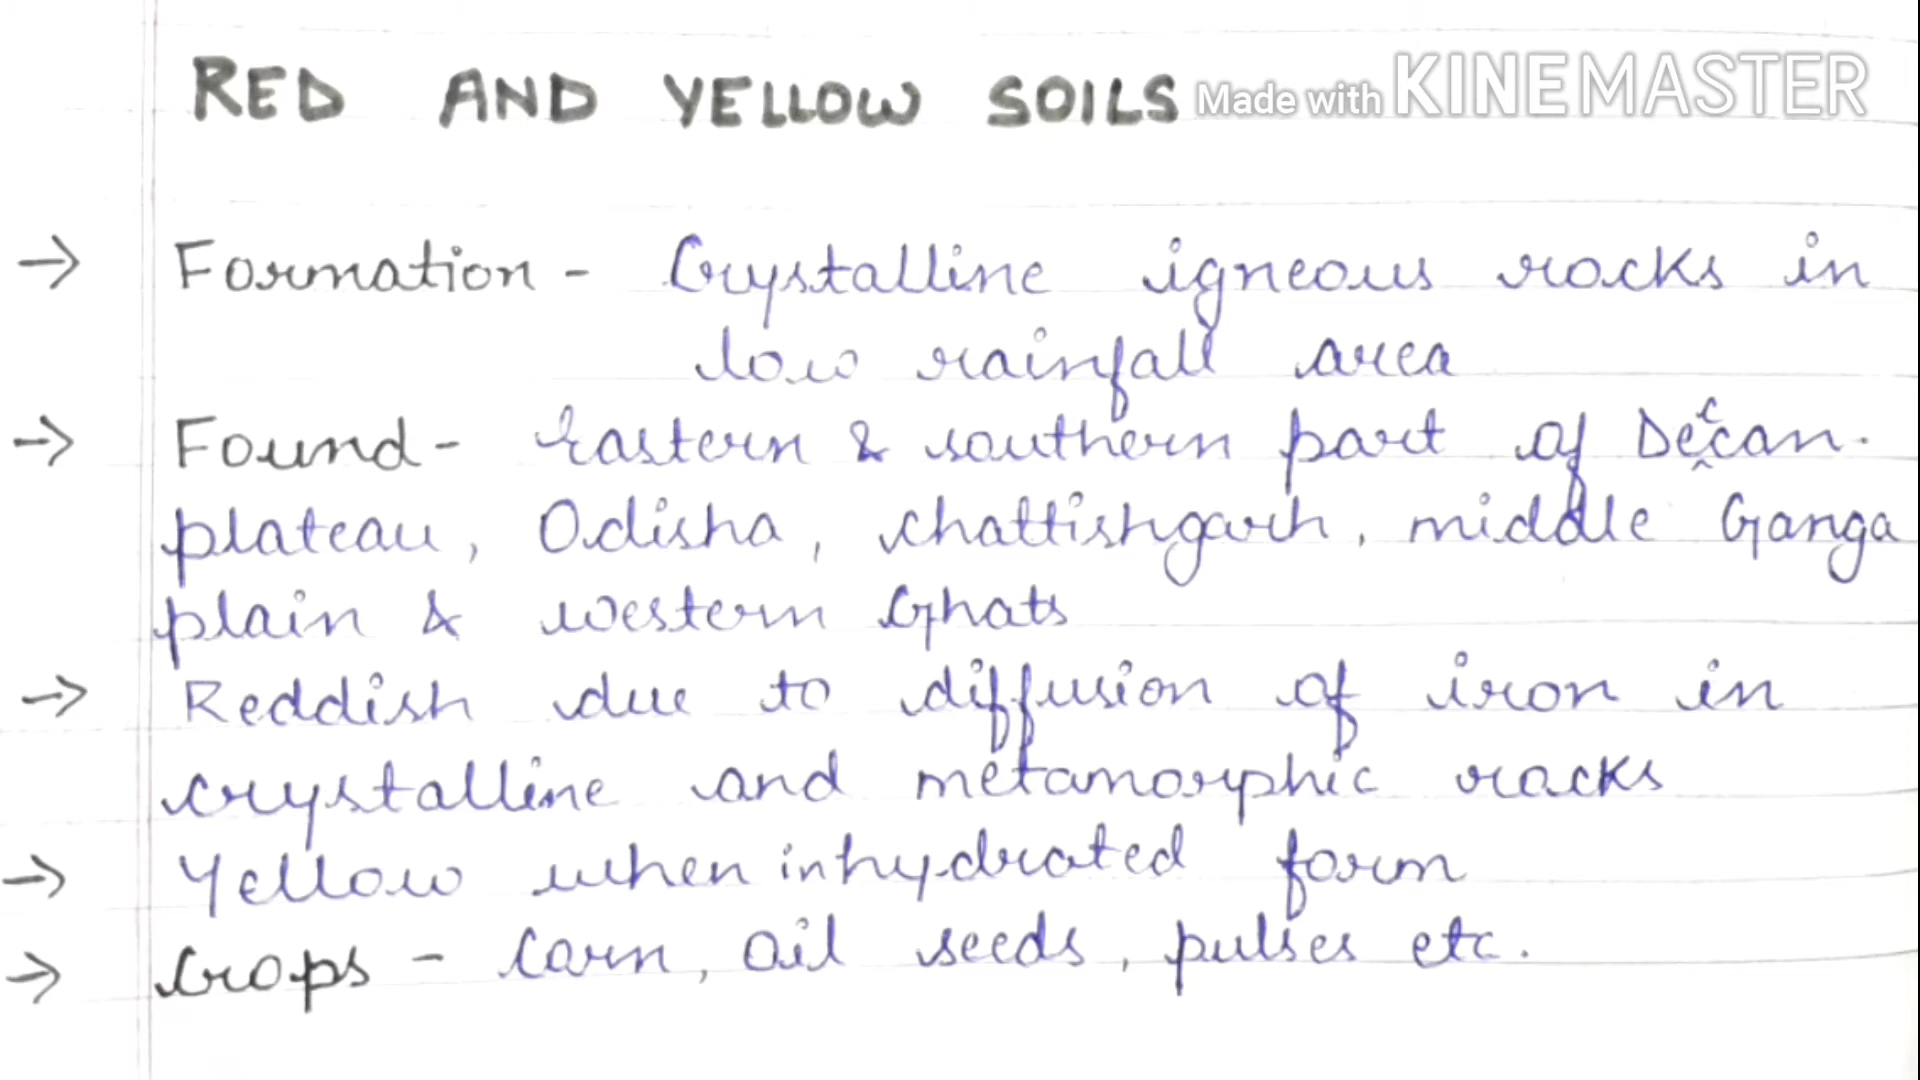 RED AND YELLOW SOILS Made with KINEMASTER
→ Formation - Crystalline igneous rocks in
low rainfall area
→ Found - Eastern & southern part of Deccan
plateau, Odisha, chattishgarh, middle Ganga
plain & western Ghats
→ Reddish due to diffusion of iron in
crystalline and metamorphic rocks
→ Yellow when in hydrated form
→ Crops - Corn, oil seeds, pulses etc.